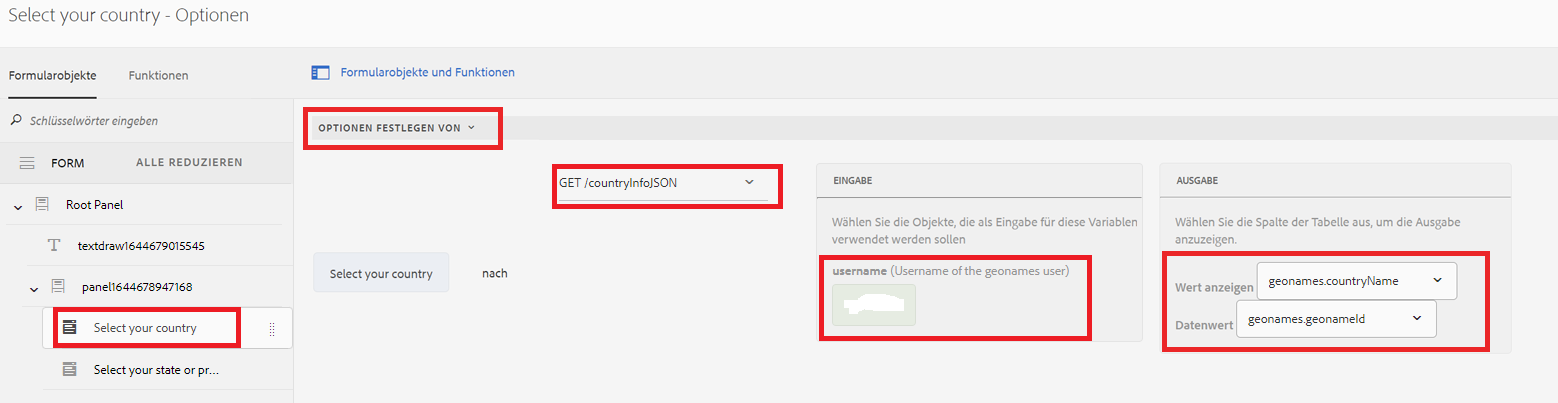 Select your country - Optionen
Formularobjekte
Funktionen
Formularobjekte und Funktionen
Schlüsselwörter eingeben
OPTIONEN FESTLEGEN VON
FORM
ALLE REDUZIEREN
GET /countryInfoJSON
EINGABE
AUSGABE
Root Panel
Wählen Sie die Objekte, die als Eingabe für diese Variablen
verwendet werden sollen
Wählen Sie die Spalte der Tabelle aus, um die Ausgabe
anzuzeigen.
textdraw1644679015545
Select your country
nach
username (Username of the geonames user)
Wert anzeigen
geonames.countryName
panel1644678947168
Datenwert
geonames.geonameId
Select your country
Select your state or pr...